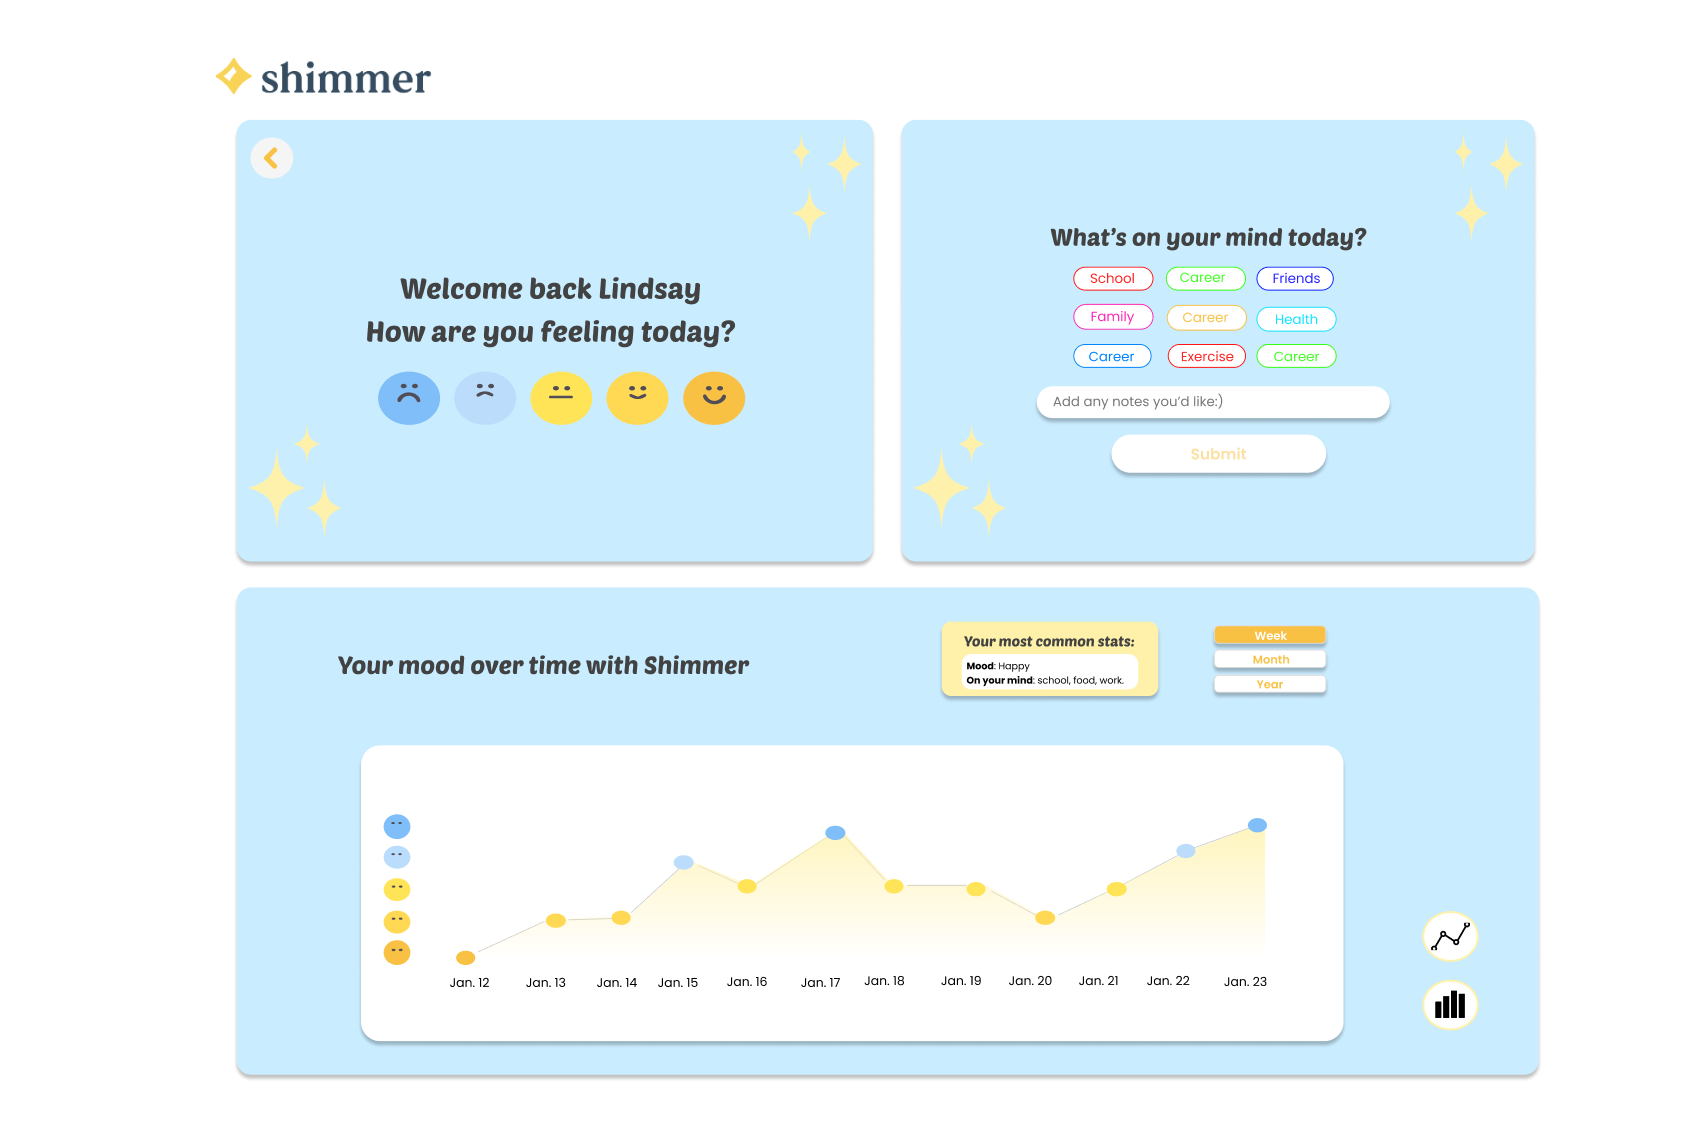 shimmer
Welcome back Lindsay
How are you feeling today?
What's on your mind today?
School Career Friends
Family Career Health
Career Exercise Career
Add any notes you'd like:)
Submit
Your mood over time with Shimmer
Your most common stats:
Mood: Happy
On your mind: school, food, work.
Week
Month
Year
Jan. 12 Jan. 13 Jan. 14 Jan. 15 Jan. 16 Jan. 17 Jan. 18 Jan. 19 Jan. 20 Jan. 21 Jan. 22 Jan. 23